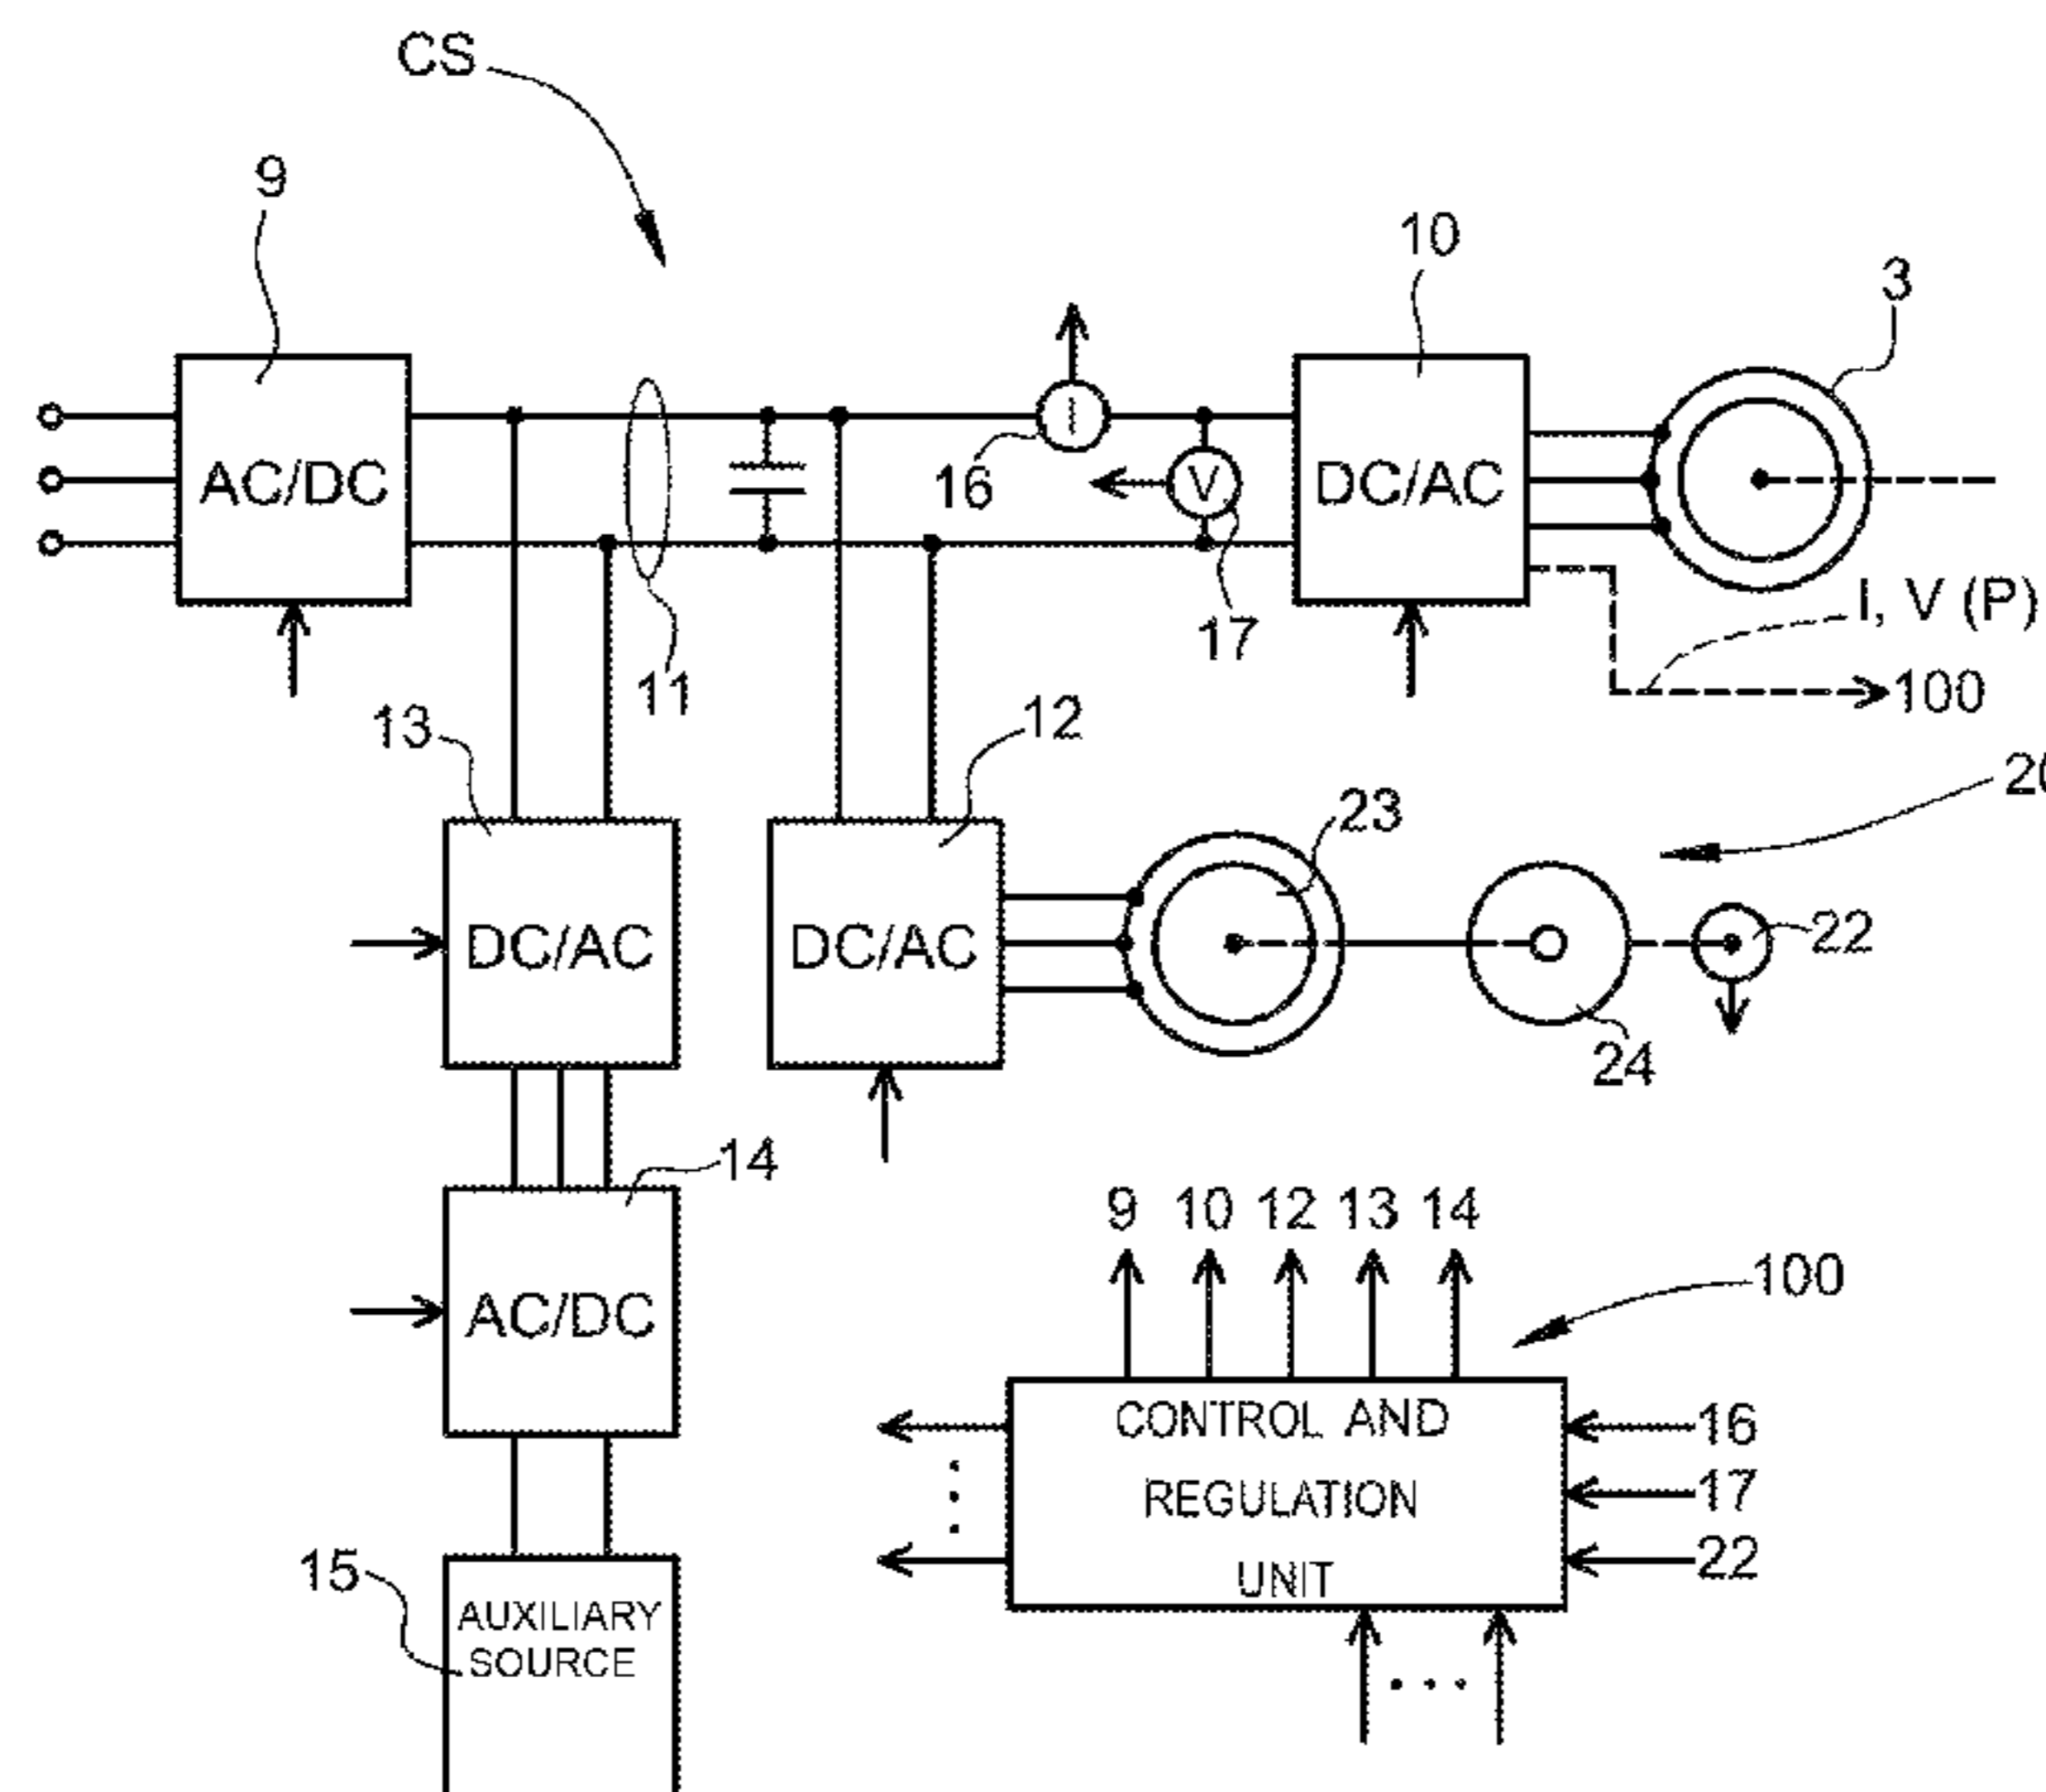 CS
9
10
3
AC/DC
I
16
V
DC/AC
17
I, V (P)
11
100
13
12
23
DC/AC
DC/AC
22
24
14
9 10 12 13 14
100
AC/DC
CONTROL AND
REGULATION
UNIT
16
17
22
15
AUXILIARY
SOURCE